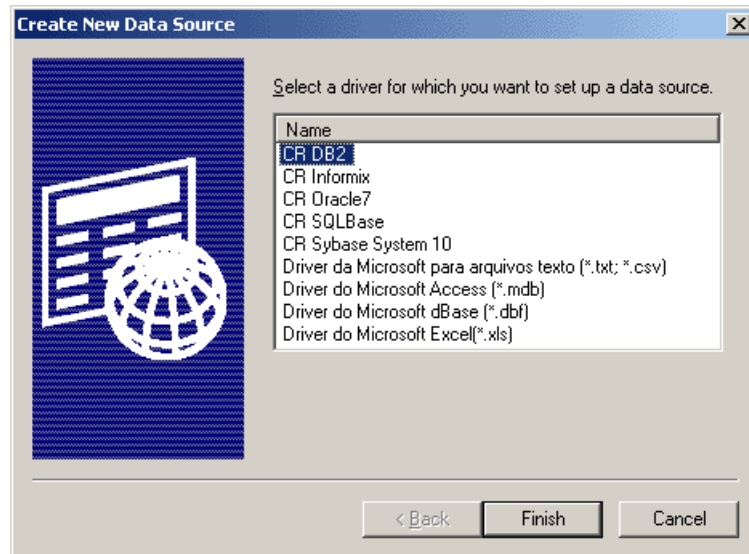 Create New Data Source
Select a driver for which you want to set up a data source.
Name
CR DB2
CR Informix
CR Oracle7
CR SQLBase
CR Sybase System 10
Driver da Microsoft para arquivos texto (*.txt; *.csv)
Driver do Microsoft Access (*.mdb)
Driver do Microsoft dBase (*.dbf)
Driver do Microsoft Excel(*.xls)
< Back Finish Cancel